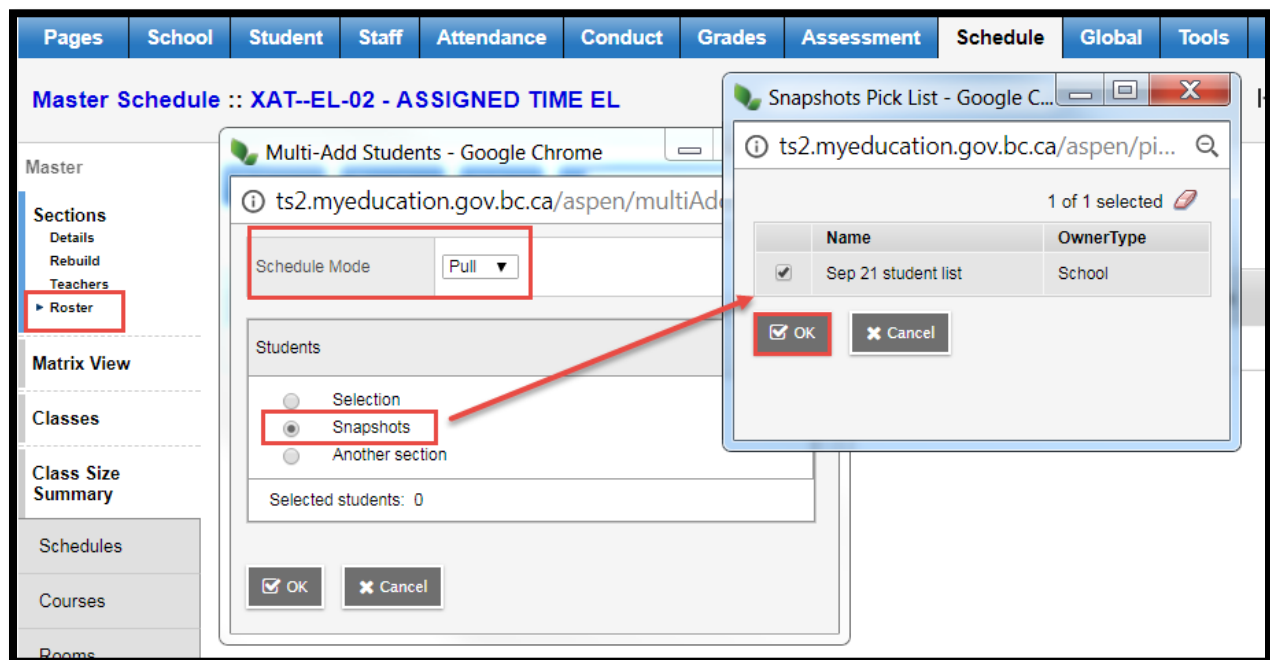 Pages School Student Staff Attendance Conduct Grades Assessment Schedule Global Tools
Master Schedule :: XAT--EL-02 - ASSIGNED TIME EL
Master
Sections
Details
Rebuild
Teachers
Roster
Matrix View
Classes
Class Size
Summary
Schedules
Courses
Rooms
Multi-Add Students - Google Chrome
ts2.myeducation.gov.bc.ca/aspen/multiAdd
Schedule Mode Pull ▼
Students
Selection
Snapshots
Another section
Selected students: 0
OK Cancel
Snapshots Pick List - Google C...
ts2.myeducation.gov.bc.ca/aspen/pi...
1 of 1 selected
Name OwnerType
Sep 21 student list School
OK Cancel